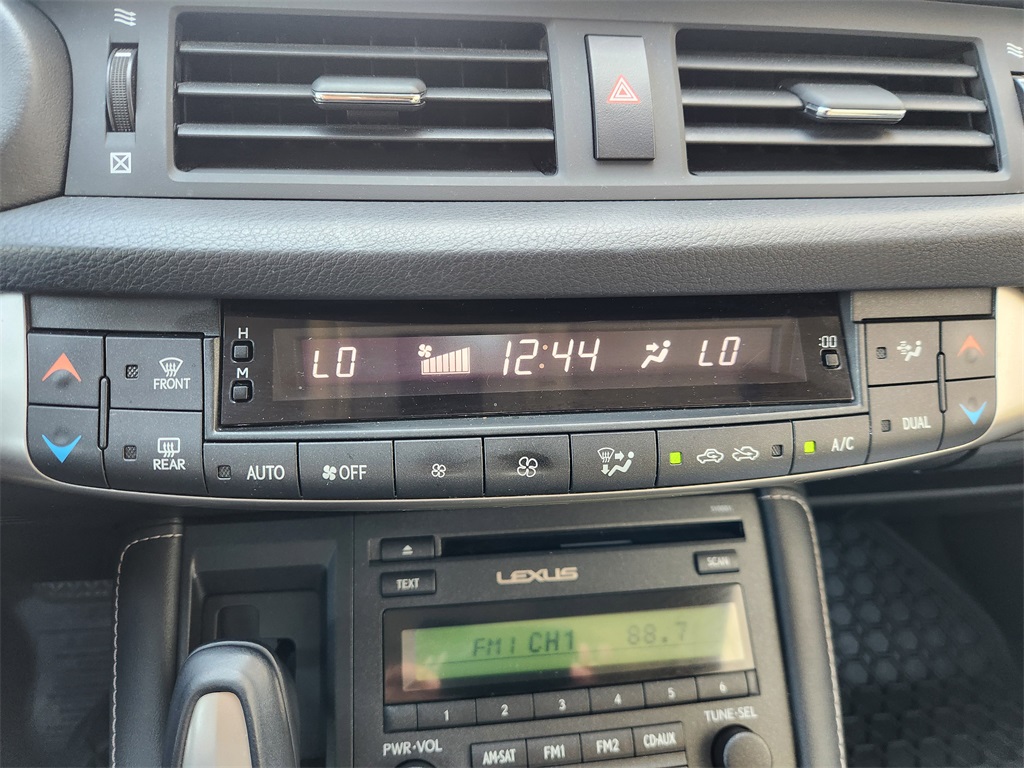 H
M
LO 12:44 LO
:00
FRONT
REAR
AUTO OFF A/C DUAL
TEXT
LEXUS
SCAN
FM1 CH1 88.7
1 2 3 4 5 6
PWR·VOL
AM·SAT FM1 FM2 CD·AUX
TUNE·SEL